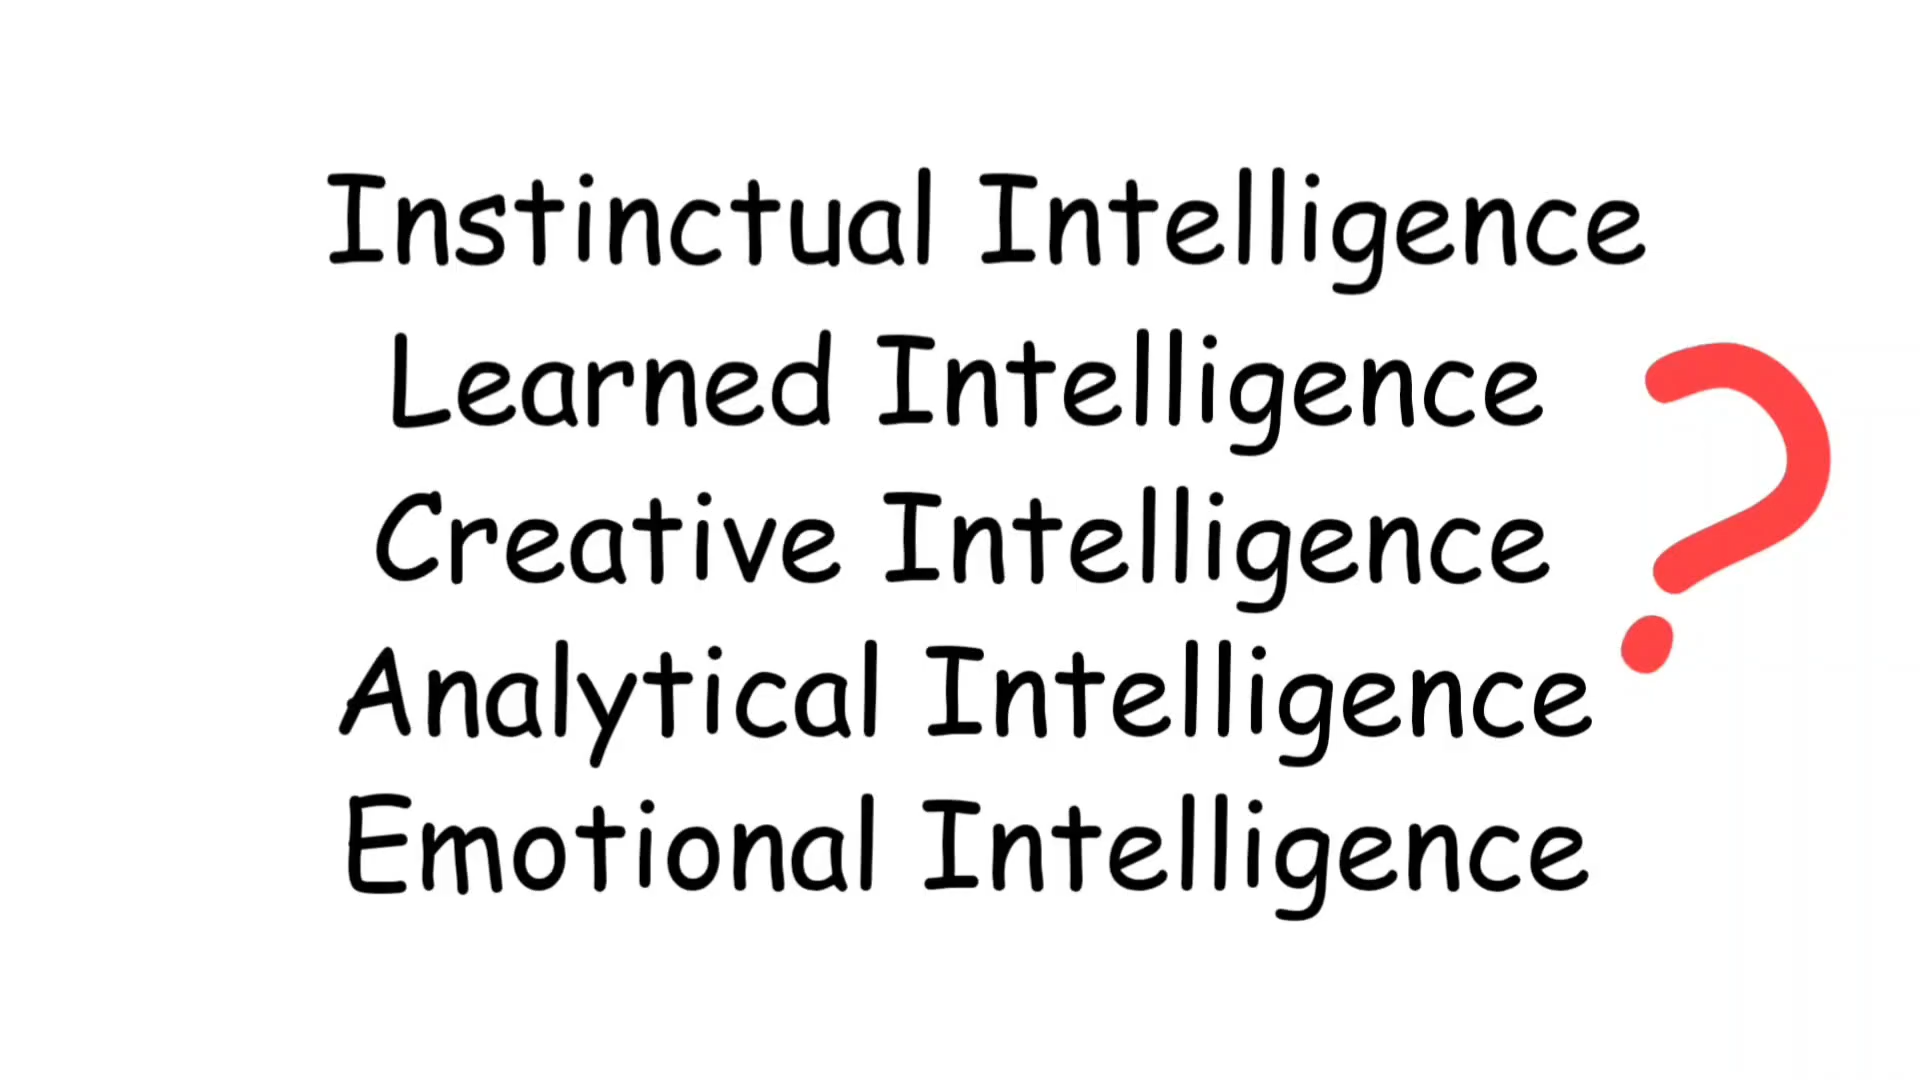 Instinctual Intelligence
Learned Intelligence
Creative Intelligence
Analytical Intelligence
Emotional Intelligence
?